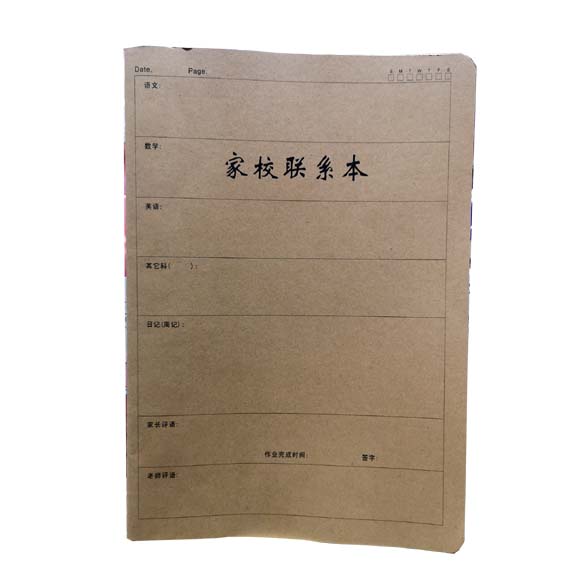 Date. Page. S M T W T F S
语文:
数学:
家校联系本
英语:
其它科( ):
日记(周记):
家长评语:
作业完成时间: 签字:
老师评语: